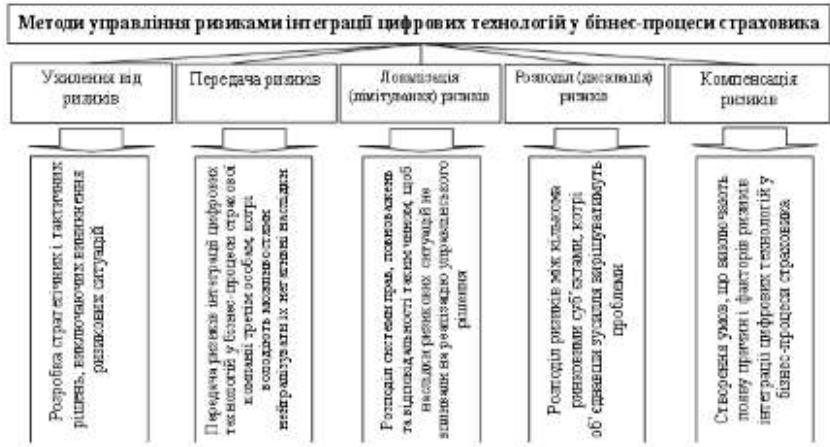 Методи управління ризиками інтеграції цифрових технологій у бізнес-процеси страховика
Ухилення від
ризиків
Передача ризиків
Локалізація
(лімітування) ризиків
Розподіл (дисипація)
ризиків
Компенсація
ризиків
Розробка стратегічних і тактичних
рішень, виключаючих виникнення
ризикових ситуацій
Передача ризиків інтеграції цифрових
технологій у бізнес-процеси страхової
компанії третім особам, котрі
володіють можливостями
нейтралізувати їх негативні наслідки
Розподіл системи прав, повноважень
та відповідальності таким чином, щоб
наслідки ризикових ситуацій не
впливали на реалізацію управлінського
рішення
Розподіл ризиків між кількома
ринковими суб'єктами, котрі
об'єднавши зусилля вирішуватимуть
проблеми
Створення умов, що виключають
появу причин і факторів ризиків
інтеграції цифрових технологій у
бізнес-процеси страховика